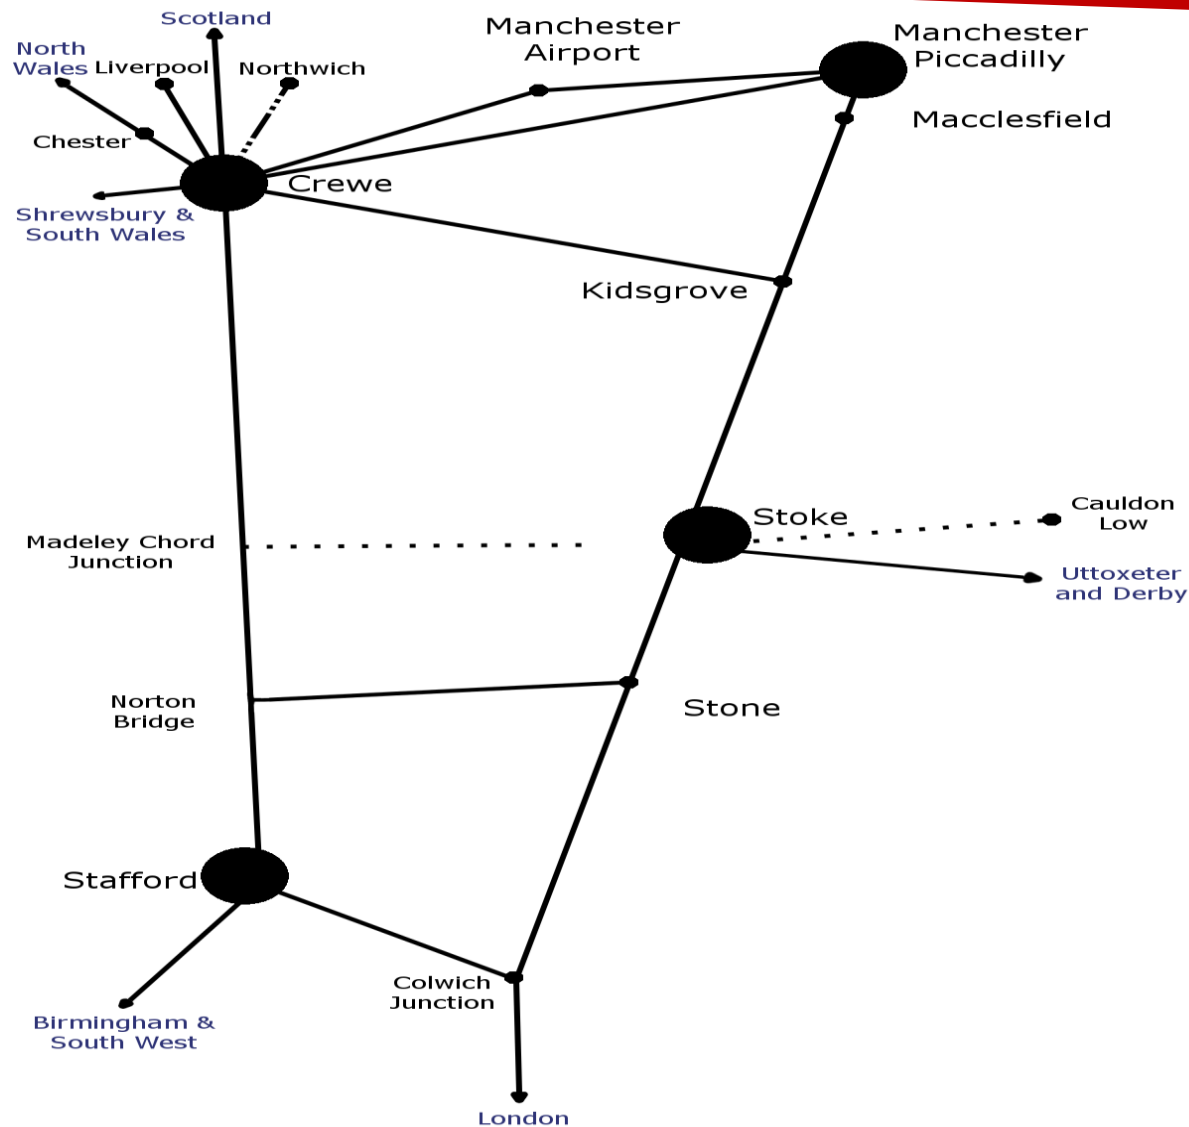 Scotland
Manchester
Airport
Manchester
Piccadilly
North
Wales
Liverpool
Northwich
Macclesfield
Chester
Crewe
Shrewsbury &
South Wales
Kidsgrove
Stoke
Cauldon
Low
Madeley Chord
Junction
Uttoxeter
and Derby
Norton
Bridge
Stone
Stafford
Colwich
Junction
Birmingham &
South West
London